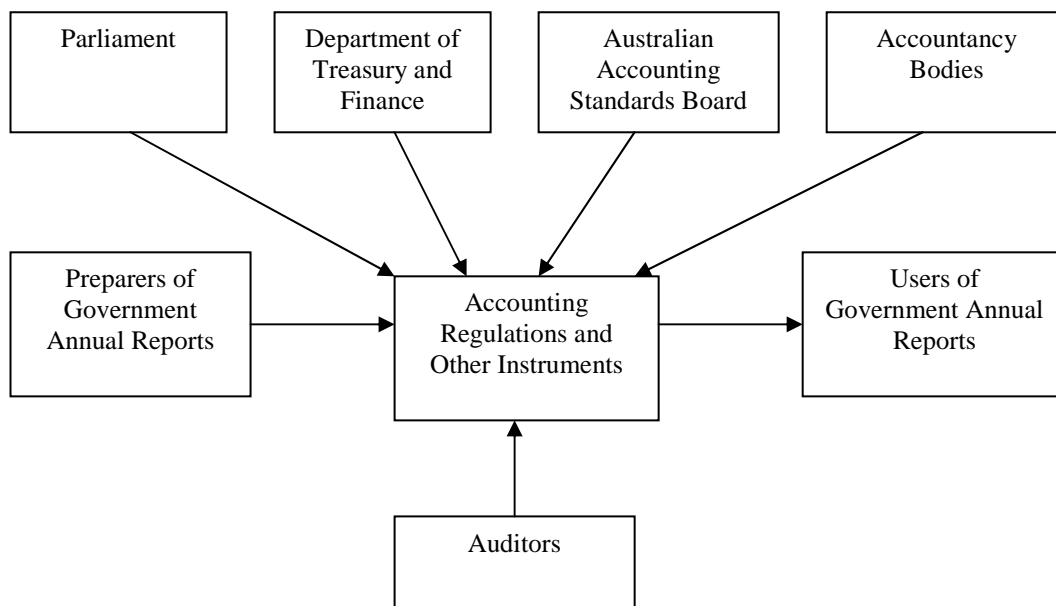 Parliament
Department of
Treasury and
Finance
Australian
Accounting
Standards Board
Accountancy
Bodies
Preparers of
Government
Annual Reports
Accounting
Regulations and
Other Instruments
Users of
Government Annual
Reports
Auditors